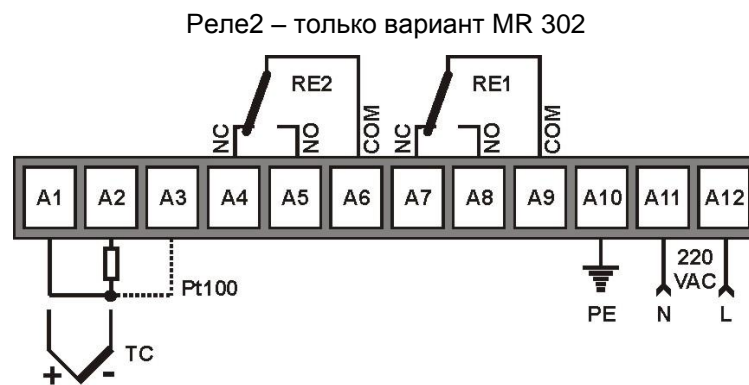 Реле2 – только вариант MR 302
RE2 RE1
NC NO COM NC NO COM
A1 A2 A3 A4 A5 A6 A7 A8 A9 A10 A11 A12
Pt100
220
VAC
PE N L
TC
+ -